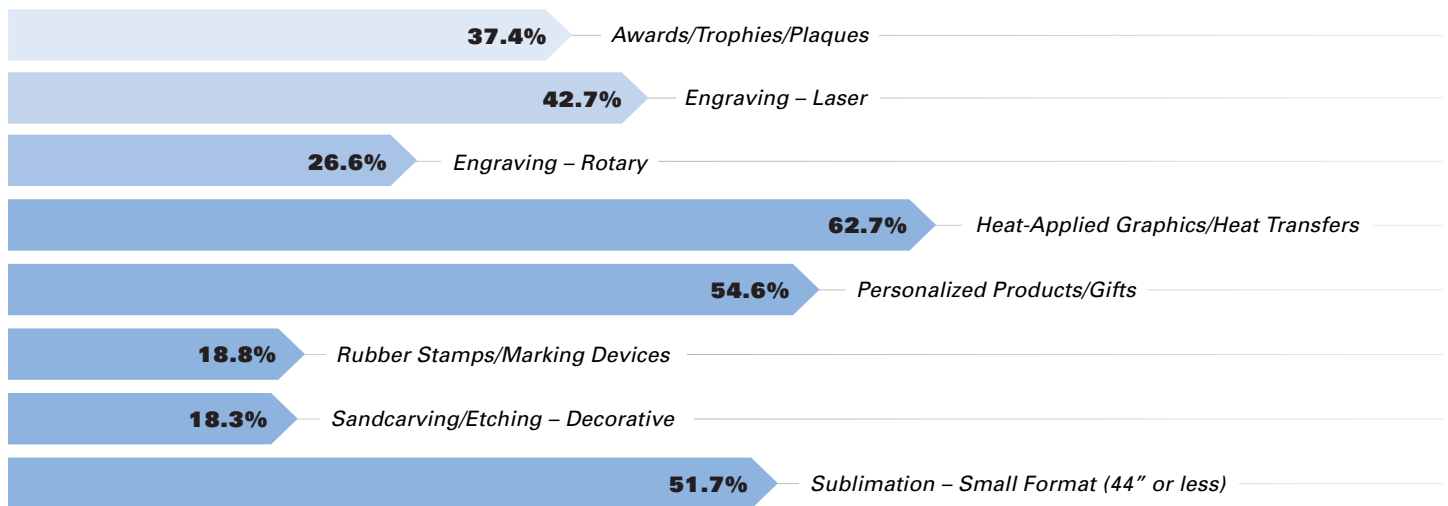 37.4% Awards/Trophies/Plaques
42.7% Engraving – Laser
26.6% Engraving – Rotary
62.7% Heat-Applied Graphics/Heat Transfers
54.6% Personalized Products/Gifts
18.8% Rubber Stamps/Marking Devices
18.3% Sandcarving/Etching – Decorative
51.7% Sublimation – Small Format (44″ or less)